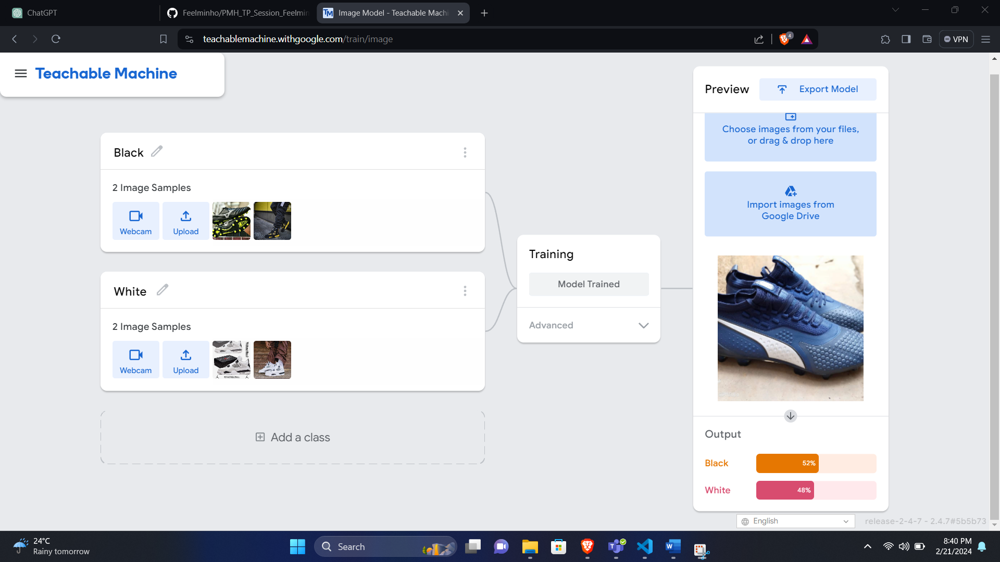 ChatGPT
Feelminho/PMH_TP_Session_Feelmin
Image Model - Teachable Machi
teachablemachine.withgoogle.com/train/image
4
VPN
Teachable Machine
Preview
Export Model
Choose images from your files,
or drag & drop here
Import images from
Google Drive
Black
2 Image Samples
Webcam
Upload
White
2 Image Samples
Webcam
Upload
Add a class
Training
Model Trained
Advanced
Output
Black
52%
White
48%
English
release-2-4-7 - 2.4.7#5b5b73
24°C
Rainy tomorrow
Search
8:40 PM
2/21/2024